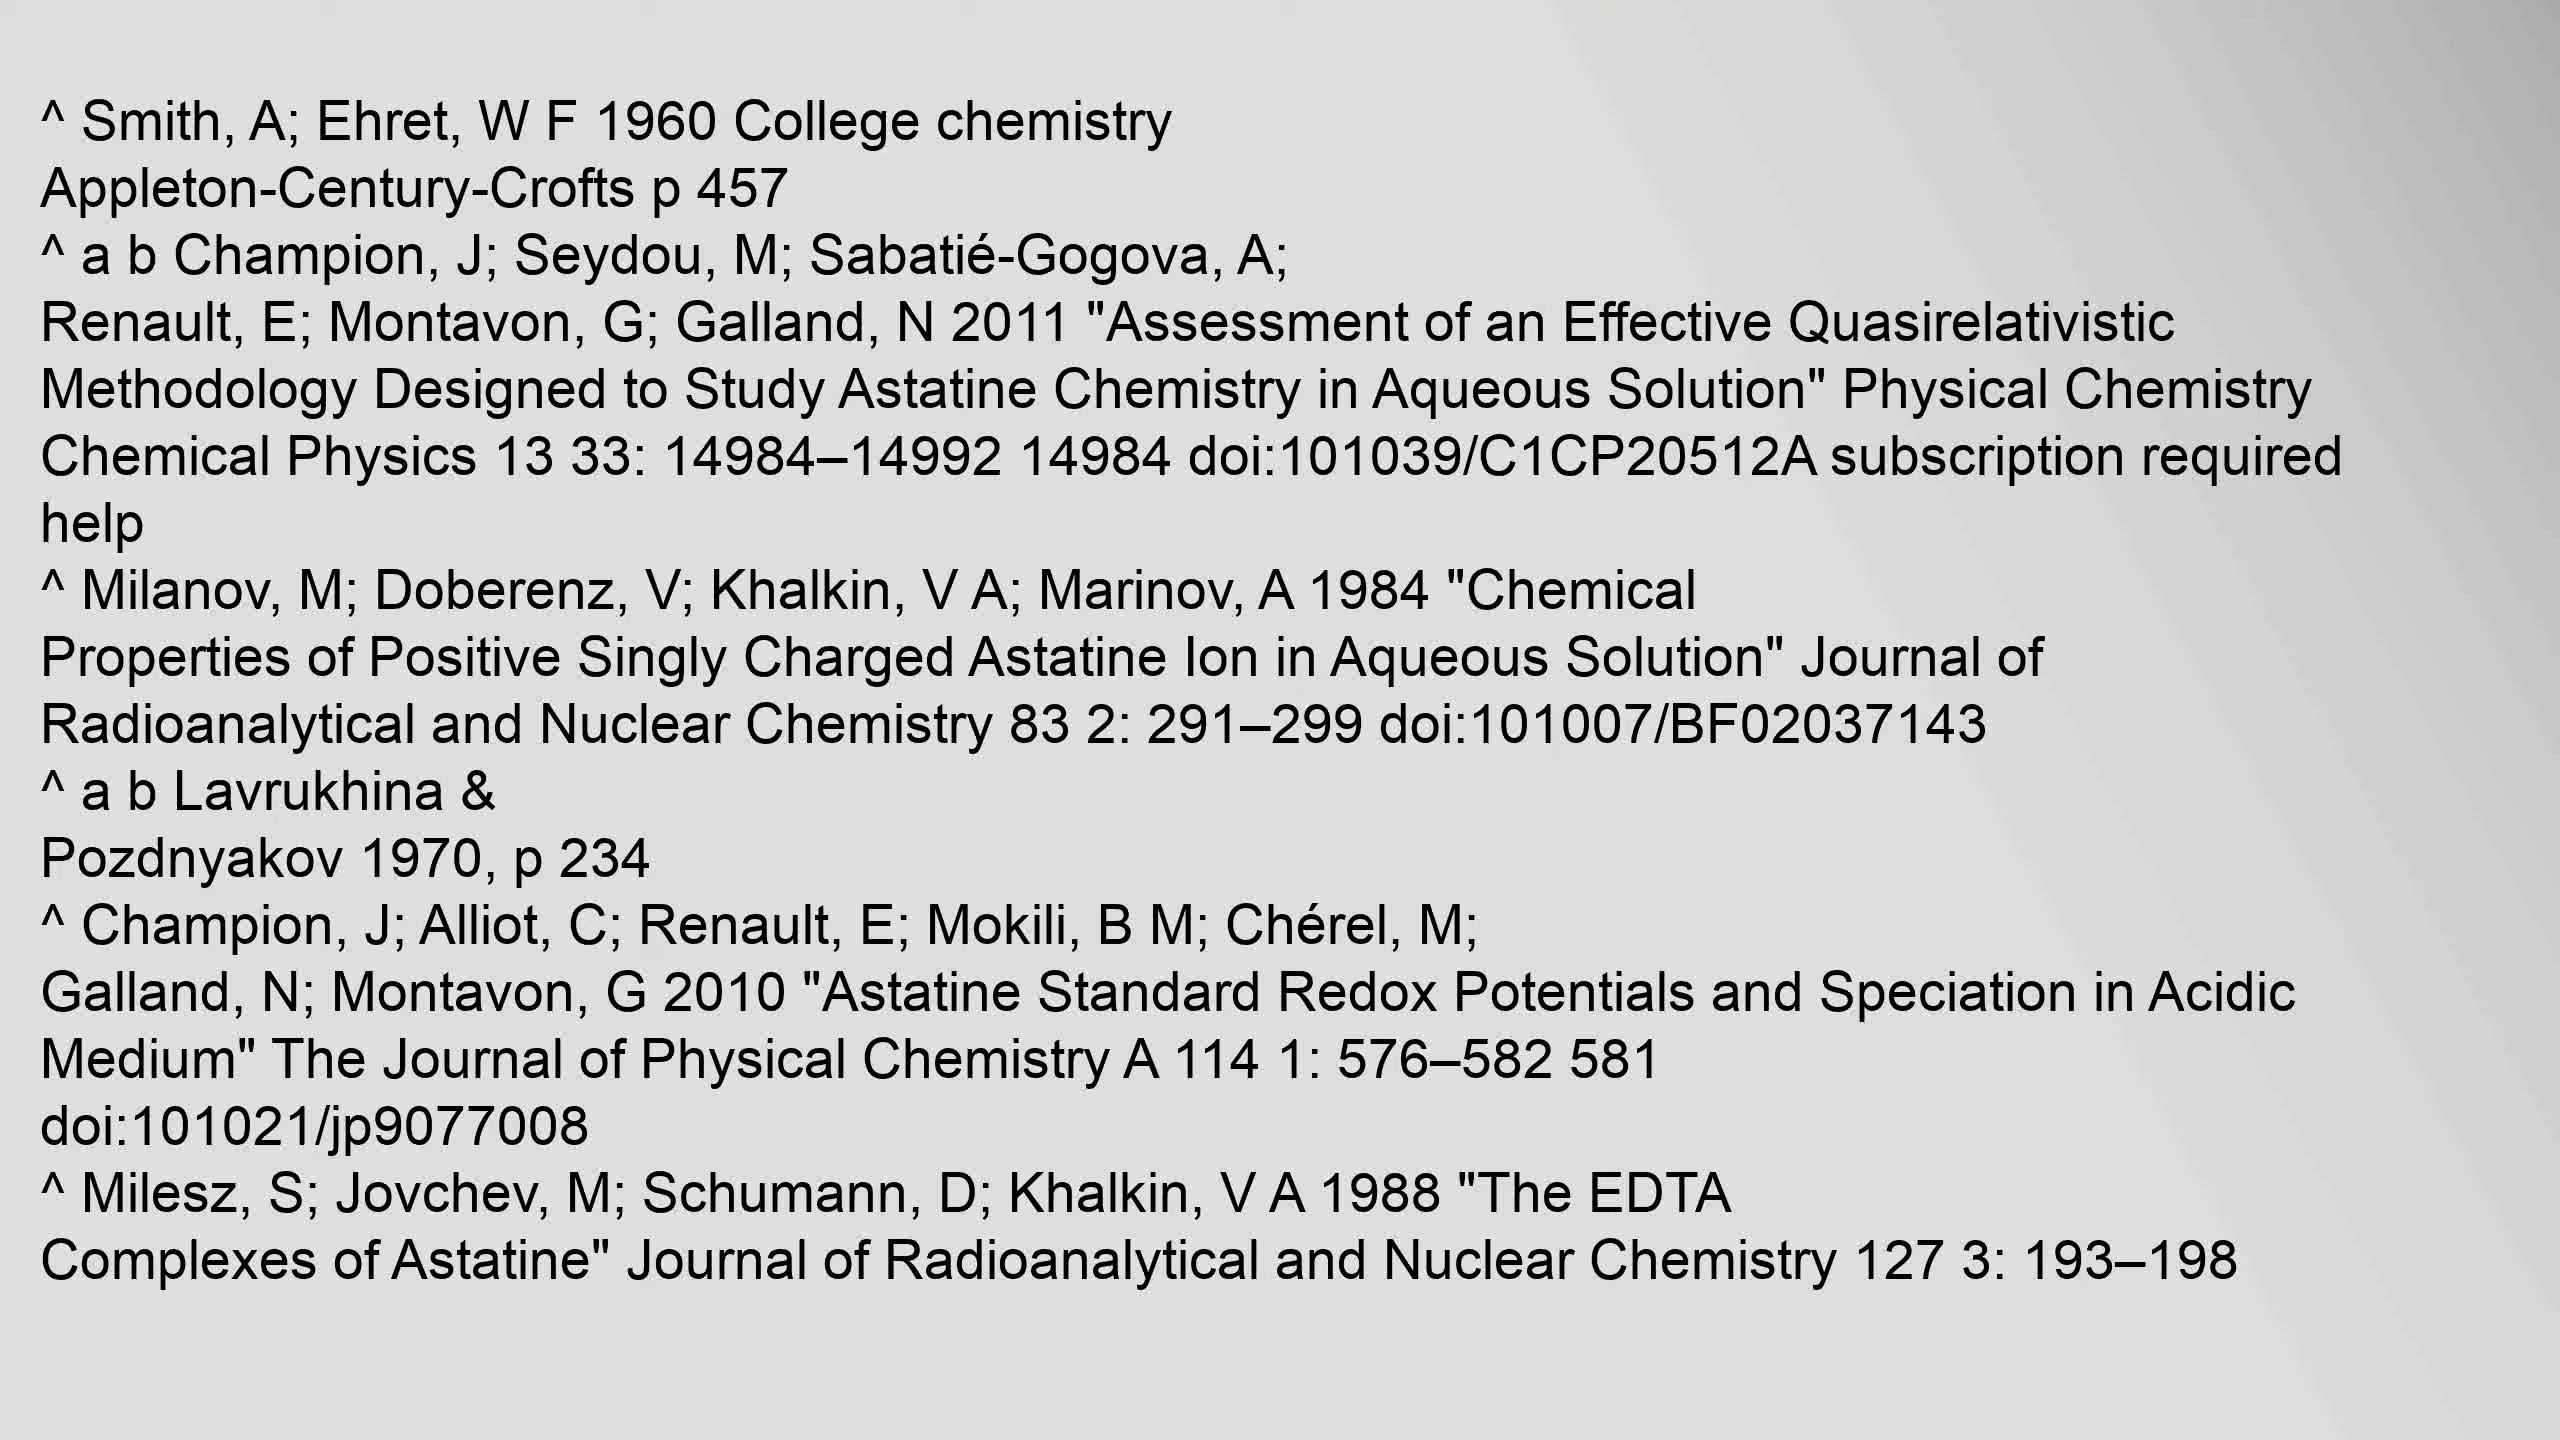 ^ Smith, A; Ehret, W F 1960 College chemistry
Appleton-Century-Crofts p 457
^ a b Champion, J; Seydou, M; Sabatié-Gogova, A;
Renault, E; Montavon, G; Galland, N 2011 "Assessment of an Effective Quasirelativistic
Methodology Designed to Study Astatine Chemistry in Aqueous Solution" Physical Chemistry
Chemical Physics 13 33: 14984–14992 14984 doi:101039/C1CP20512A subscription required
help
^ Milanov, M; Doberenz, V; Khalkin, V A; Marinov, A 1984 "Chemical
Properties of Positive Singly Charged Astatine Ion in Aqueous Solution" Journal of
Radioanalytical and Nuclear Chemistry 83 2: 291–299 doi:101007/BF02037143
^ a b Lavrukhina &
Pozdnyakov 1970, p 234
^ Champion, J; Alliot, C; Renault, E; Mokili, B M; Chérel, M;
Galland, N; Montavon, G 2010 "Astatine Standard Redox Potentials and Speciation in Acidic
Medium" The Journal of Physical Chemistry A 114 1: 576–582 581
doi:101021/jp9077008
^ Milesz, S; Jovchev, M; Schumann, D; Khalkin, V A 1988 "The EDTA
Complexes of Astatine" Journal of Radioanalytical and Nuclear Chemistry 127 3: 193–198